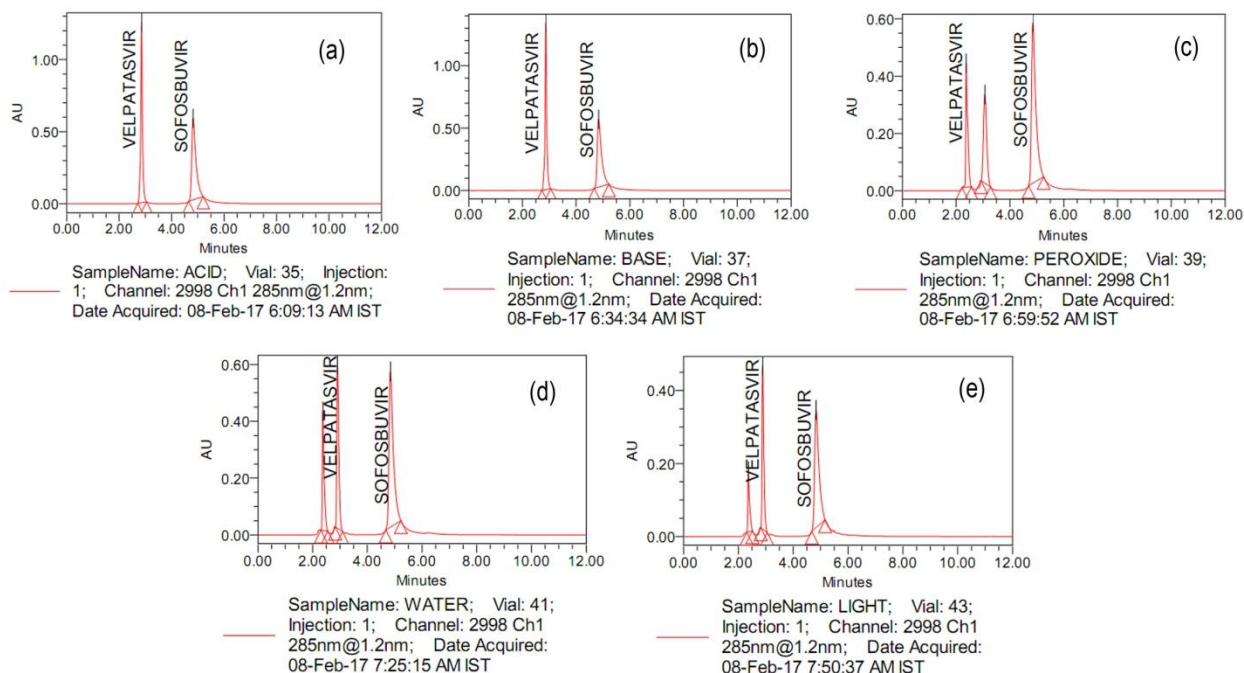 (a)
AU
1.00
0.50
0.00
VELPATASVIR
SOFOSBUVIR
0.00 2.00 4.00 6.00 8.00 10.00 12.00
Minutes
SampleName: ACID; Vial: 35; Injection:
1; Channel: 2998 Ch1 285nm@1.2nm;
Date Acquired: 08-Feb-17 6:09:13 AM IST
(b)
AU
1.00
0.50
0.00
VELPATASVIR
SOFOSBUVIR
0.00 2.00 4.00 6.00 8.00 10.00 12.00
Minutes
SampleName: BASE; Vial: 37;
Injection: 1; Channel: 2998 Ch1
285nm@1.2nm; Date Acquired:
08-Feb-17 6:34:34 AM IST
(c)
AU
0.60
0.40
0.20
0.00
VELPATASVIR
SOFOSBUVIR
0.00 2.00 4.00 6.00 8.00 10.00 12.00
Minutes
SampleName: PEROXIDE; Vial: 39;
Injection: 1; Channel: 2998 Ch1
285nm@1.2nm; Date Acquired:
08-Feb-17 6:59:52 AM IST
(d)
AU
0.60
0.40
0.20
0.00
VELPATASVIR
SOFOSBUVIR
0.00 2.00 4.00 6.00 8.00 10.00 12.00
Minutes
SampleName: WATER; Vial: 41;
Injection: 1; Channel: 2998 Ch1
285nm@1.2nm; Date Acquired:
08-Feb-17 7:25:15 AM IST
(e)
AU
0.40
0.20
0.00
VELPATASVIR
SOFOSBUVIR
0.00 2.00 4.00 6.00 8.00 10.00 12.00
Minutes
SampleName: LIGHT; Vial: 43;
Injection: 1; Channel: 2998 Ch1
285nm@1.2nm; Date Acquired:
08-Feb-17 7:50:37 AM IST